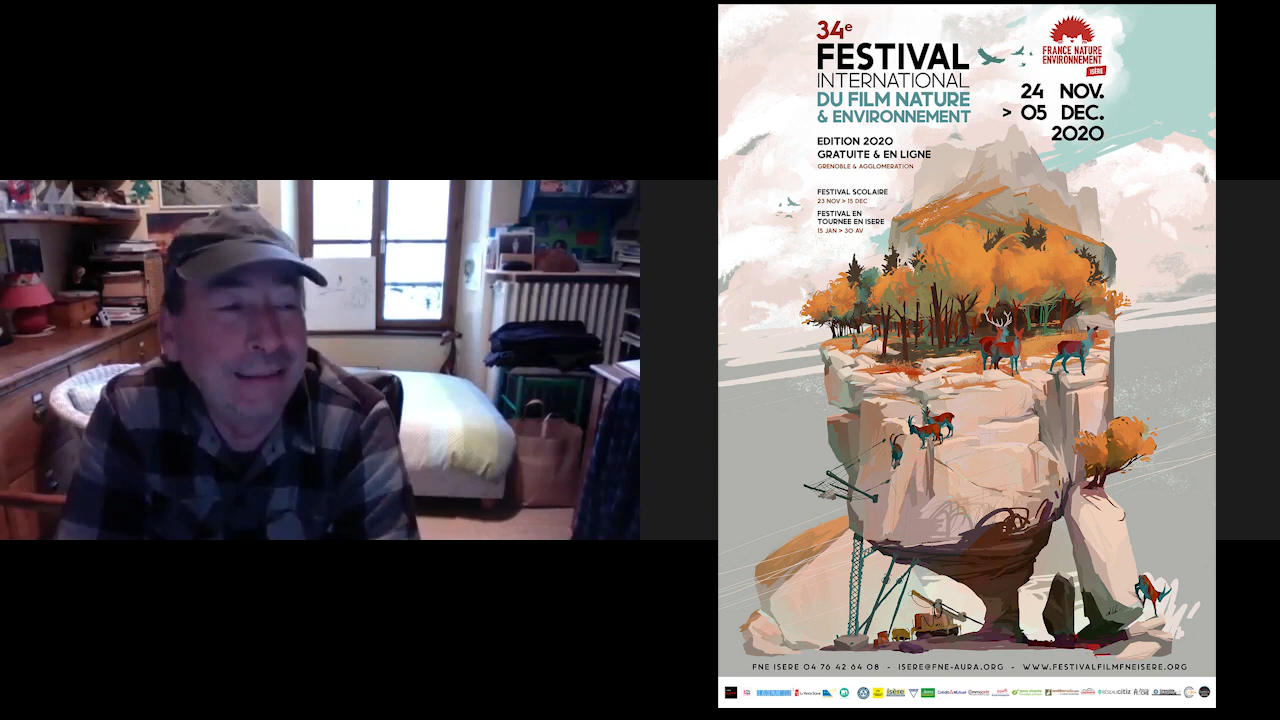 34e
FESTIVAL
INTERNATIONAL
DU FILM NATURE
& ENVIRONNEMENT
FRANCE NATURE
ENVIRONNEMENT
ISÈRE
24 NOV.
> 05 DEC.
2020
EDITION 2020
GRATUITE & EN LIGNE
GRENOBLE & AGGLOMERATION
FESTIVAL SCOLAIRE
23 NOV > 15 DEC
FESTIVAL EN
TOURNEE EN ISERE
15 JAN > 30 AV
FNE ISERE 04 76 42 64 08 - ISERE@FNE-AURA.ORG - WWW.FESTIVALFILMFNEISERE.ORG